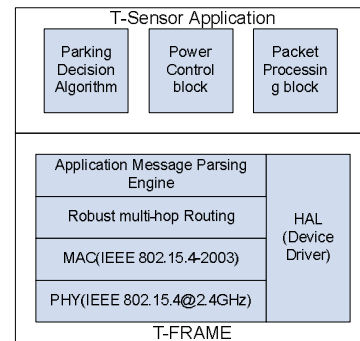 T-Sensor Application
Parking
Decision
Algorithm
Power
Control
block
Packet
Processin
g block
Application Message Parsing
Engine
Robust multi-hop Routing
MAC(IEEE 802.15.4-2003)
PHY(IEEE 802.15.4@2.4GHz)
HAL
(Device
Driver)
T-FRAME